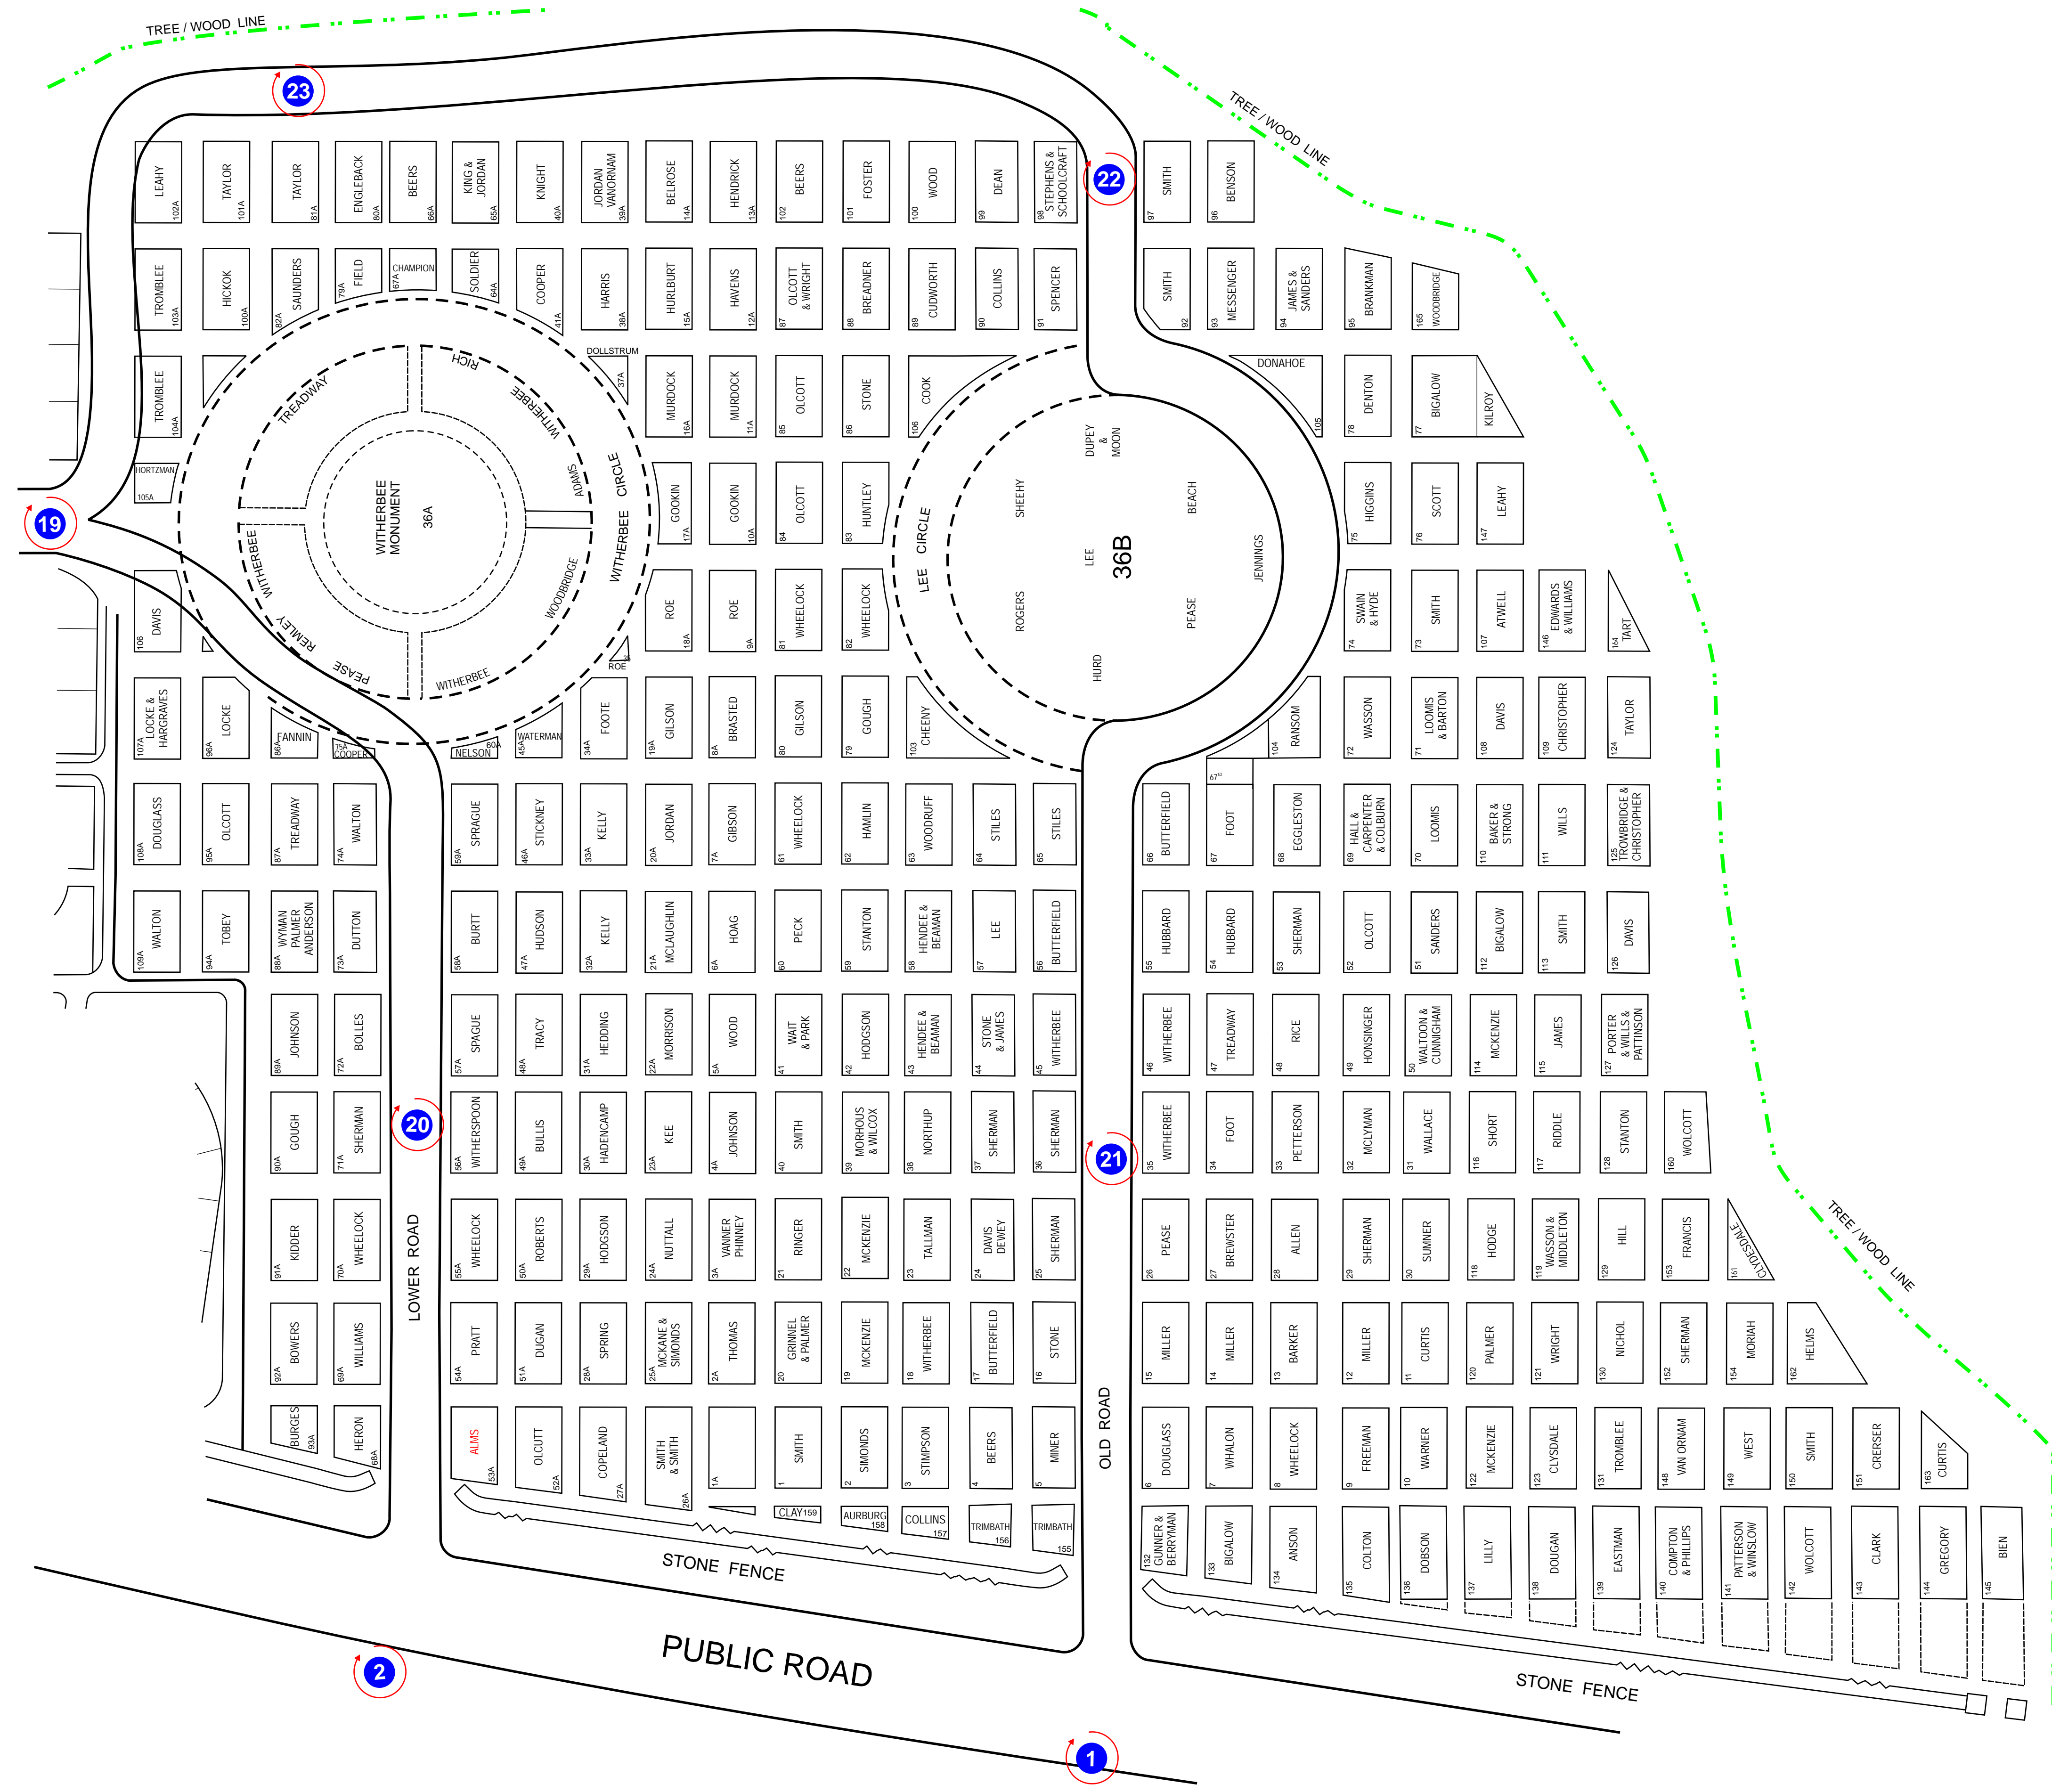 TREE / WOOD LINE
23
TREE / WOOD LINE
22
LEAHY
102A
TAYLOR
101A
TAYLOR
81A
ENGLEBACK
80A
BEERS
66A
KING &
JORDAN
65A
KNIGHT
40A
JORDAN
VANORNAM
39A
BELROSE
14A
HENDRICK
13A
BEERS
102
FOSTER
101
WOOD
100
DEAN
99
STEPHENS &
SCHOOLCRAFT
98
SMITH
97
BENSON
96
TROMBLEE
103A
HICKOK
100A
SAUNDERS
82A
FIELD
79A
CHAMPION
67A
SOLDIER
64A
COOPER
41A
HARRIS
38A
HURLBURT
15A
HAVENS
12A
OLCOTT
& WRIGHT
87
BREADNER
88
CUDWORTH
89
COLLINS
90
SPENCER
91
SMITH
92
MESSENGER
93
JAMES &
SANDERS
94
BRANKMAN
95
WOODBRIDGE
165
TROMBLEE
104A
DOLLSTRUM
37A
MURDOCK
16A
MURDOCK
11A
OLCOTT
85
STONE
86
COOK
106
DONAHOE
105
DENTON
78
BIGALOW
77
KILROY
TREADWAY
RICH
WITHERBEE
ADAMS
WITHERBEE CIRCLE
WITHERBEE
MONUMENT
36A
WITHERBEE
REMLEY
PEASE
WITHERBEE
WOODBRIDGE
19
HORTZMAN
105A
GOOKIN
17A
GOOKIN
10A
OLCOTT
84
HUNTLEY
83
LEE CIRCLE
DUPEY
&
MOON
SHEEHY
BEACH
LEE
36B
JENNINGS
ROGERS
PEASE
HURD
HIGGINS
75
SCOTT
76
LEAHY
147
DAVIS
106
ROE
35
ROE
18A
ROE
9A
WHEELOCK
81
WHEELOCK
82
SWAIN
& HYDE
74
SMITH
73
ATWELL
107
EDWARDS
& WILLIAMS
146
TART
164
LOCKE &
HARGRAVES
107A
LOCKE
96A
FANNIN
86A
COOPER
75A
NELSON
60A
WATERMAN
45A
FOOTE
34A
GILSON
19A
BRASTED
8A
GILSON
80
GOUGH
79
CHEENY
103
RANSOM
104
WASSON
72
LOOMIS
& BARTON
71
DAVIS
108
CHRISTOPHER
109
TAYLOR
124
DOUGLASS
108A
OLCOTT
95A
TREADWAY
87A
WALTON
74A
SPRAGUE
59A
STICKNEY
46A
KELLY
33A
JORDAN
20A
GIBSON
7A
WHEELOCK
61
HAMLIN
62
WOODRUFF
63
STILES
64
STILES
65
BUTTERFIELD
66
67
FOOT
67
EGGLESTON
68
HALL &
CARPENTER
& COLBURN
69
LOOMIS
70
BAKER &
STRONG
110
WILLS
111
TROWBRIDGE &
CHRISTOPHER
125
WALTON
109A
TOBEY
94A
WYMAN
PALMER
ANDERSON
88A
DUTTON
73A
BURTT
58A
HUDSON
47A
KELLY
32A
MCLAUGHLIN
21A
HOAG
6A
PECK
60
STANTON
59
HENDEE &
BEAMAN
58
LEE
57
BUTTERFIELD
56
HUBBARD
55
HUBBARD
54
SHERMAN
53
OLCOTT
52
SANDERS
51
BIGALOW
112
SMITH
113
DAVIS
126
JOHNSON
89A
BOLLES
72A
SPAGUE
57A
TRACY
48A
HEDDING
31A
MORRISON
22A
WOOD
5A
WAIT
& PARK
41
HODGSON
42
HENDEE &
BEAMAN
43
STONE
& JAMES
44
WITHERBEE
45
WITHERBEE
46
TREADWAY
47
RICE
48
HONSINGER
49
WALTOON &
CUNNIGHAM
50
MCKENZIE
114
JAMES
115
PORTER
& WILLS &
PATTINSON
127
GOUGH
90A
SHERMAN
71A
20
WITHERSPOON
56A
BULLIS
49A
HADENCAMP
30A
KEE
23A
JOHNSON
4A
SMITH
40
MORHOUS
& WILCOX
39
NORTHUP
38
SHERMAN
37
SHERMAN
36
21
WITHERBEE
35
FOOT
34
PETTERSON
33
MCLYMAN
32
WALLACE
31
SHORT
116
RIDDLE
117
STANTON
128
WOLCOTT
160
KIDDER
91A
WHEELOCK
70A
LOWER ROAD
WHEELOCK
55A
ROBERTS
50A
HODGSON
29A
NUTTALL
24A
VANNER
PHINNEY
3A
RINGER
21
MCKENZIE
22
TALLMAN
23
DAVIS
DEWEY
24
SHERMAN
25
PEASE
26
BREWSTER
27
ALLEN
28
SHERMAN
29
SUMNER
30
HODGE
118
WASSON &
MIDDLETON
119
HILL
129
FRANCIS
153
CLYDESDALE
161
TREE / WOOD LINE
BOWERS
92A
WILLIAMS
69A
PRATT
54A
DUGAN
51A
SPRING
28A
MCKANE &
SIMONDS
25A
THOMAS
2A
GRINNEL
& PALMER
20
MCKENZIE
19
WITHERBEE
18
BUTTERFIELD
17
STONE
16
OLD ROAD
MILLER
15
MILLER
14
BARKER
13
MILLER
12
CURTIS
11
PALMER
120
WRIGHT
121
NICHOL
130
SHERMAN
152
MORIAH
154
HELMS
162
BURGES
93A
HERON
68A
ALMS
53A
OLCUTT
52A
COPELAND
27A
SMITH
& SMITH
26A
1A
SMITH
1
SIMONDS
2
STIMPSON
3
BEERS
4
MINER
5
DOUGLASS
6
WHALON
7
WHEELOCK
8
FREEMAN
9
WARNER
10
MCKENZIE
122
CLYSDALE
123
TROMBLEE
131
VAN ORNAM
148
WEST
149
SMITH
150
CRERSER
151
CURTIS
163
CLAY 159
AURBURG
158
COLLINS
157
TRIMBATH
156
TRIMBATH
155
GUNNER &
BERRYMAN
132
BIGALOW
133
ANSON
134
COLTON
135
DOBSON
136
LILLY
137
DOUGAN
138
EASTMAN
139
COMPTON
& PHILLIPS
140
PATTERSON
& WINSLOW
141
WOLCOTT
142
CLARK
143
GREGORY
144
BIEN
145
STONE FENCE
PUBLIC ROAD
STONE FENCE
2
1